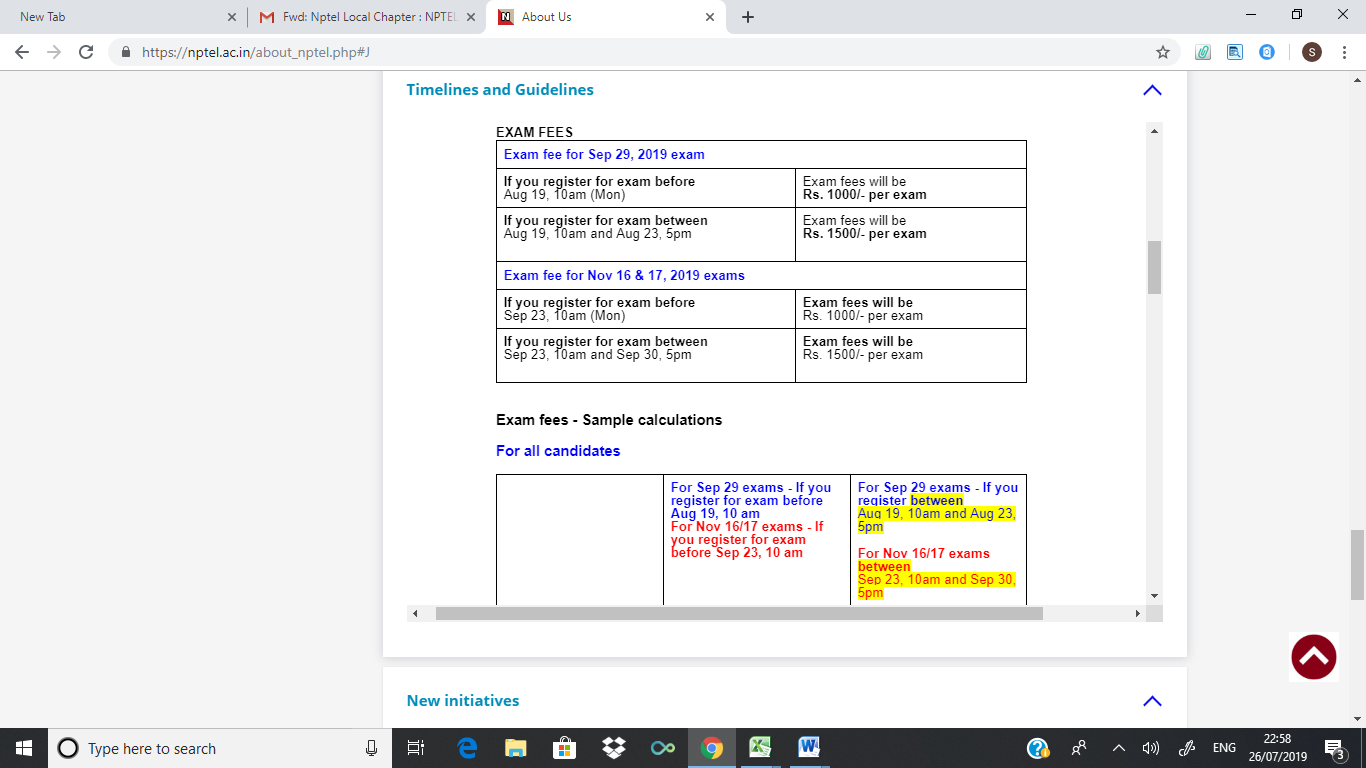 New Tab
Fwd: Nptel Local Chapter : NPTEL
About Us
https://nptel.ac.in/about_nptel.php#J
S
Timelines and Guidelines
EXAM FEES
Exam fee for Sep 29, 2019 exam
If you register for exam before
Aug 19, 10am (Mon)
Exam fees will be
Rs. 1000/- per exam
If you register for exam between
Aug 19, 10am and Aug 23, 5pm
Exam fees will be
Rs. 1500/- per exam
Exam fee for Nov 16 & 17, 2019 exams
If you register for exam before
Sep 23, 10am (Mon)
Exam fees will be
Rs. 1000/- per exam
If you register for exam between
Sep 23, 10am and Sep 30, 5pm
Exam fees will be
Rs. 1500/- per exam
Exam fees - Sample calculations
For all candidates
For Sep 29 exams - If you
register for exam before
Aug 19, 10 am
For Nov 16/17 exams - If
you register for exam
before Sep 23, 10 am
For Sep 29 exams - If you
register between
Aug 19, 10am and Aug 23,
5pm
For Nov 16/17 exams
between
Sep 23, 10am and Sep 30,
5pm
New initiatives
Type here to search
ENG
22:58
26/07/2019
3